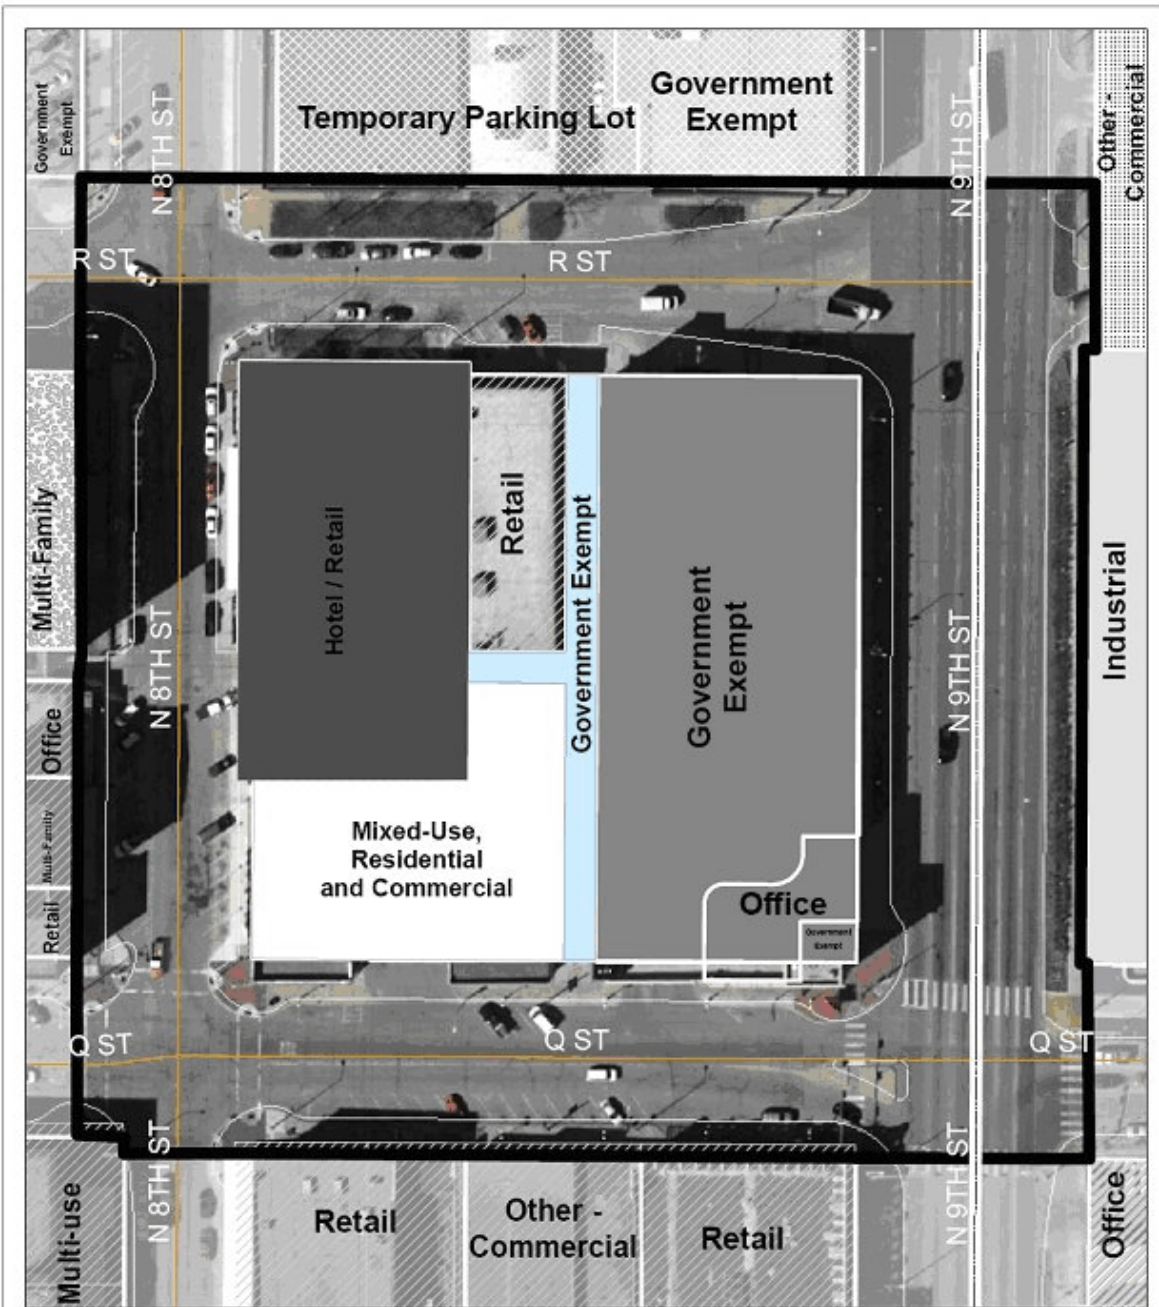 Government
Exempt
N 8TH ST
Temporary Parking Lot
Government
Exempt
N 9TH ST
Other -
Commercial
R ST
R ST
Multi-Family
Hotel / Retail
Retail
Government Exempt
Government
Exempt
Industrial
N 8TH ST
N 9TH ST
Office
Multi-Family
Retail
Mixed-Use,
Residential
and Commercial
Office
Government
Exempt
Q ST
Q ST
Q ST
Multi-use
N 8TH ST
Retail
Other -
Commercial
Retail
N 9TH ST
Office